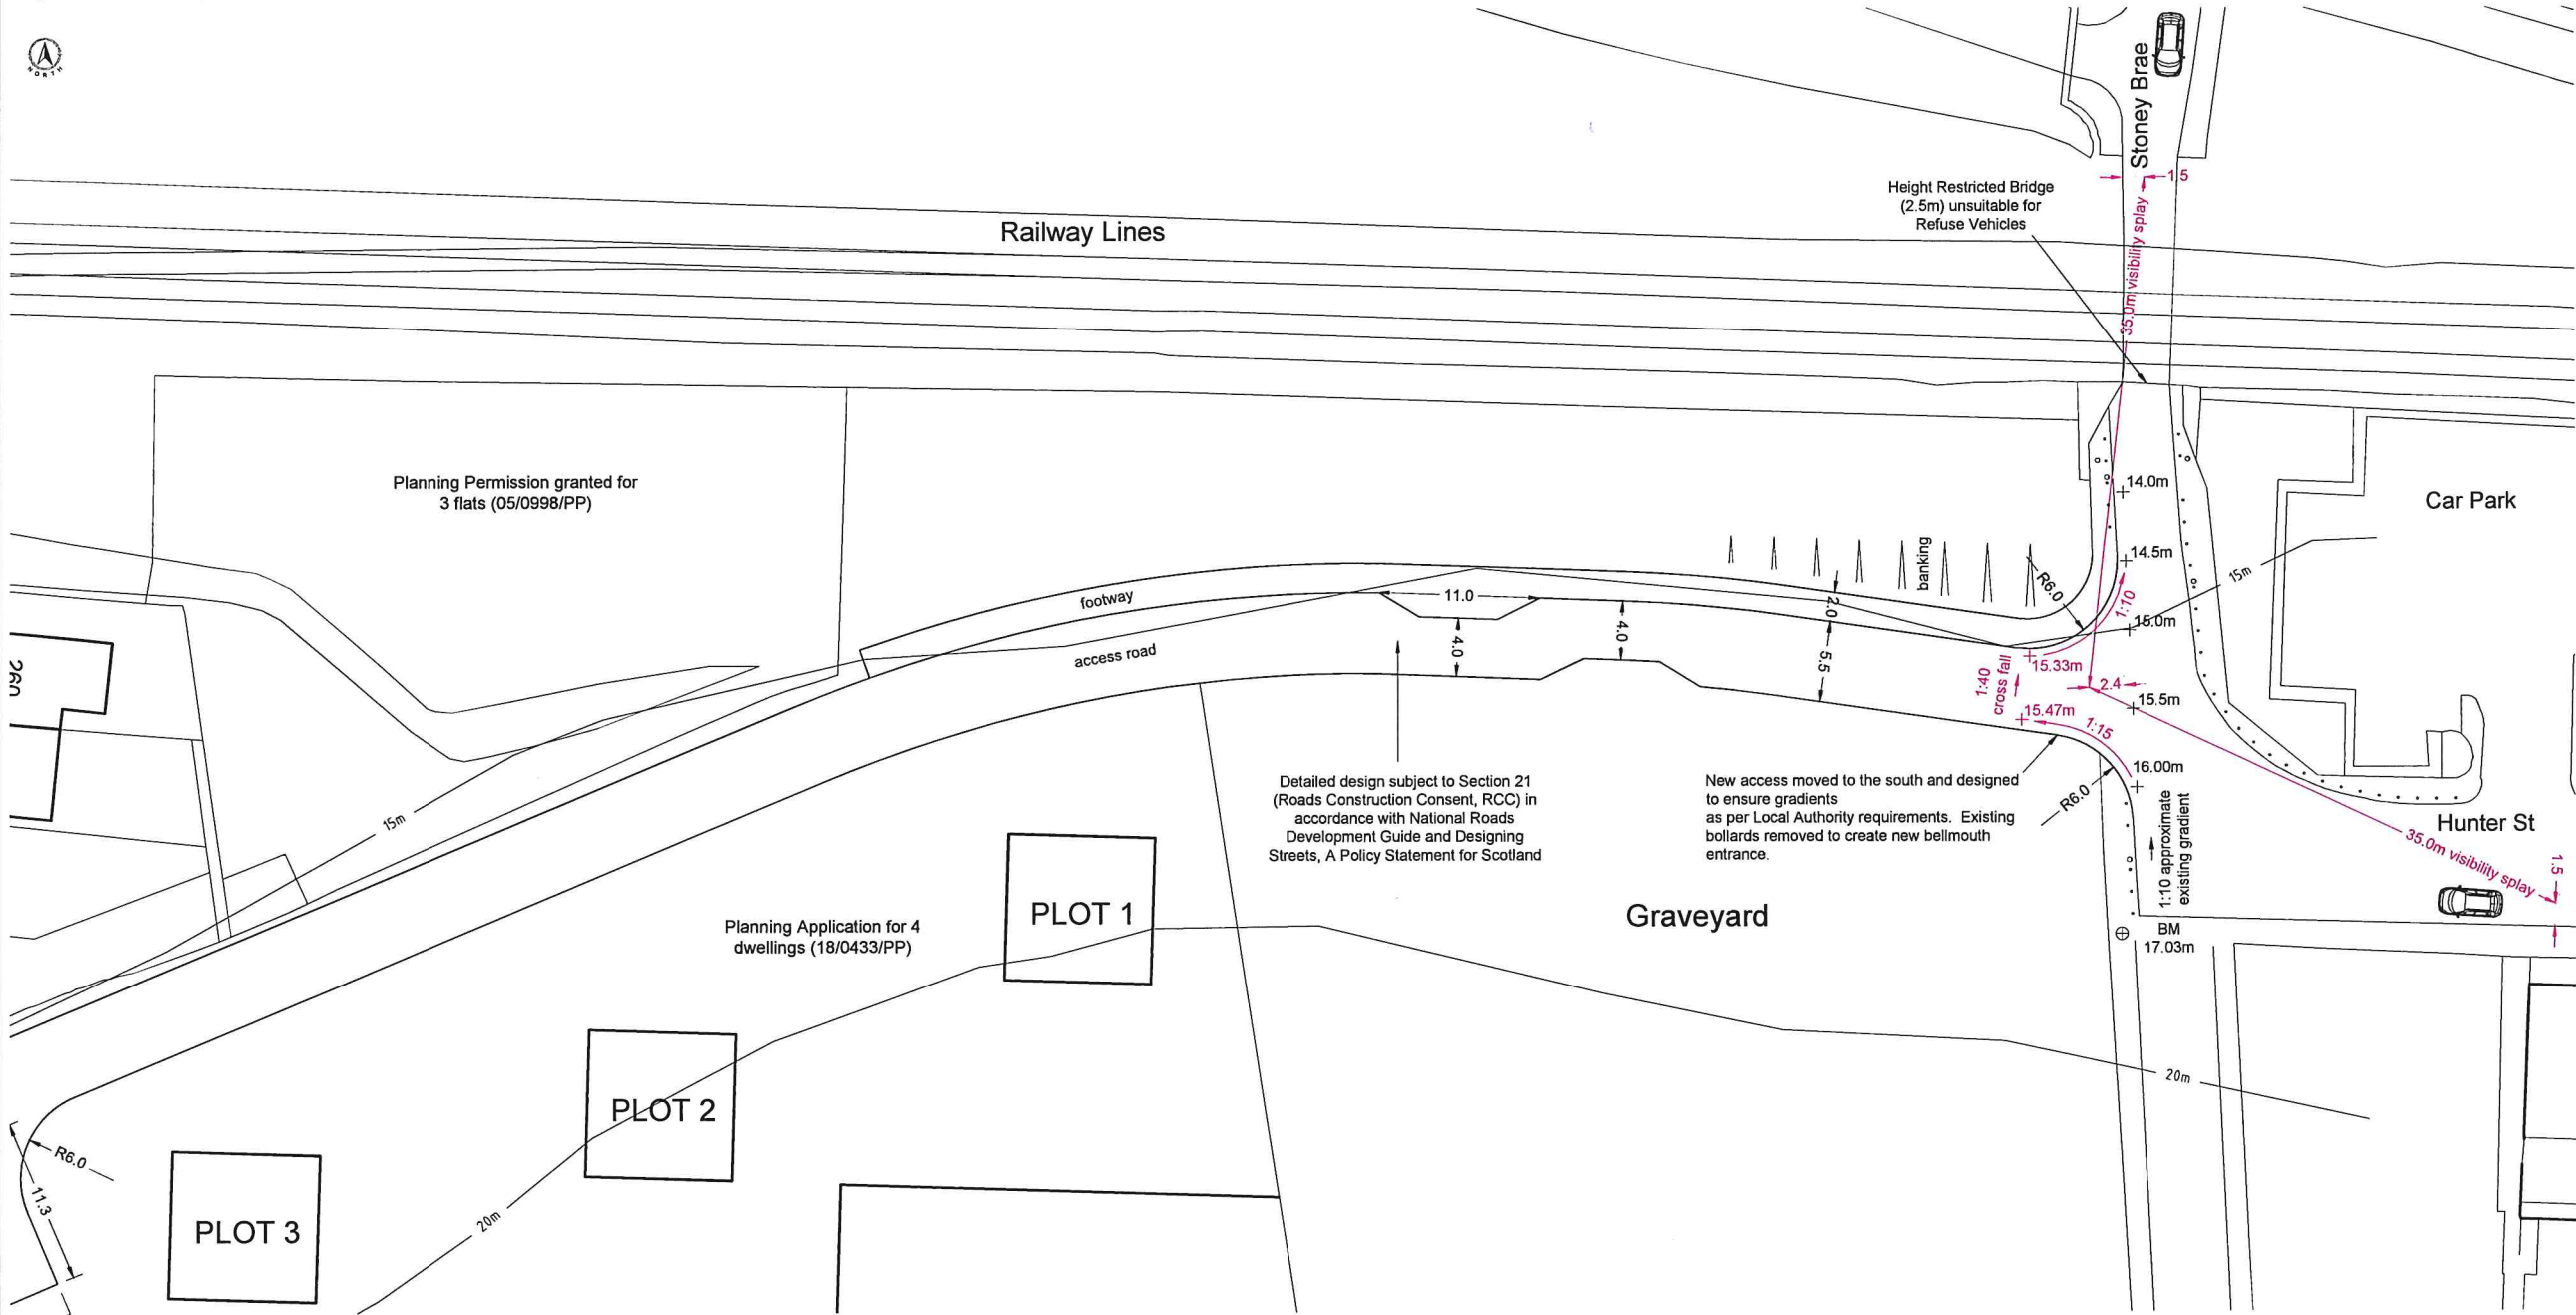 NORTH
Stoney Brae
1.5
35.0m visibility splay
Height Restricted Bridge
(2.5m) unsuitable for
Refuse Vehicles
Railway Lines
Planning Permission granted for
3 flats (05/0998/PP)
14.0m
Car Park
14.5m
15m
banking
R6.0
1:10
15.0m
footway
11.0
2.0
access road
4.0
4.0
5.5
1:40
cross fall
15.33m
2.4
15.5m
15.47m
1:15
260
15m
Detailed design subject to Section 21
(Roads Construction Consent, RCC) in
accordance with National Roads
Development Guide and Designing
Streets, A Policy Statement for Scotland
New access moved to the south and designed
to ensure gradients
as per Local Authority requirements. Existing
bollards removed to create new bellmouth
entrance.
16.00m
R6.0
1:10 approximate
existing gradient
Hunter St
35.0m visibility splay
1.5
PLOT 1
Graveyard
Planning Application for 4
dwellings (18/0433/PP)
BM
17.03m
20m
PLOT 2
R6.0
11.3
PLOT 3
20m